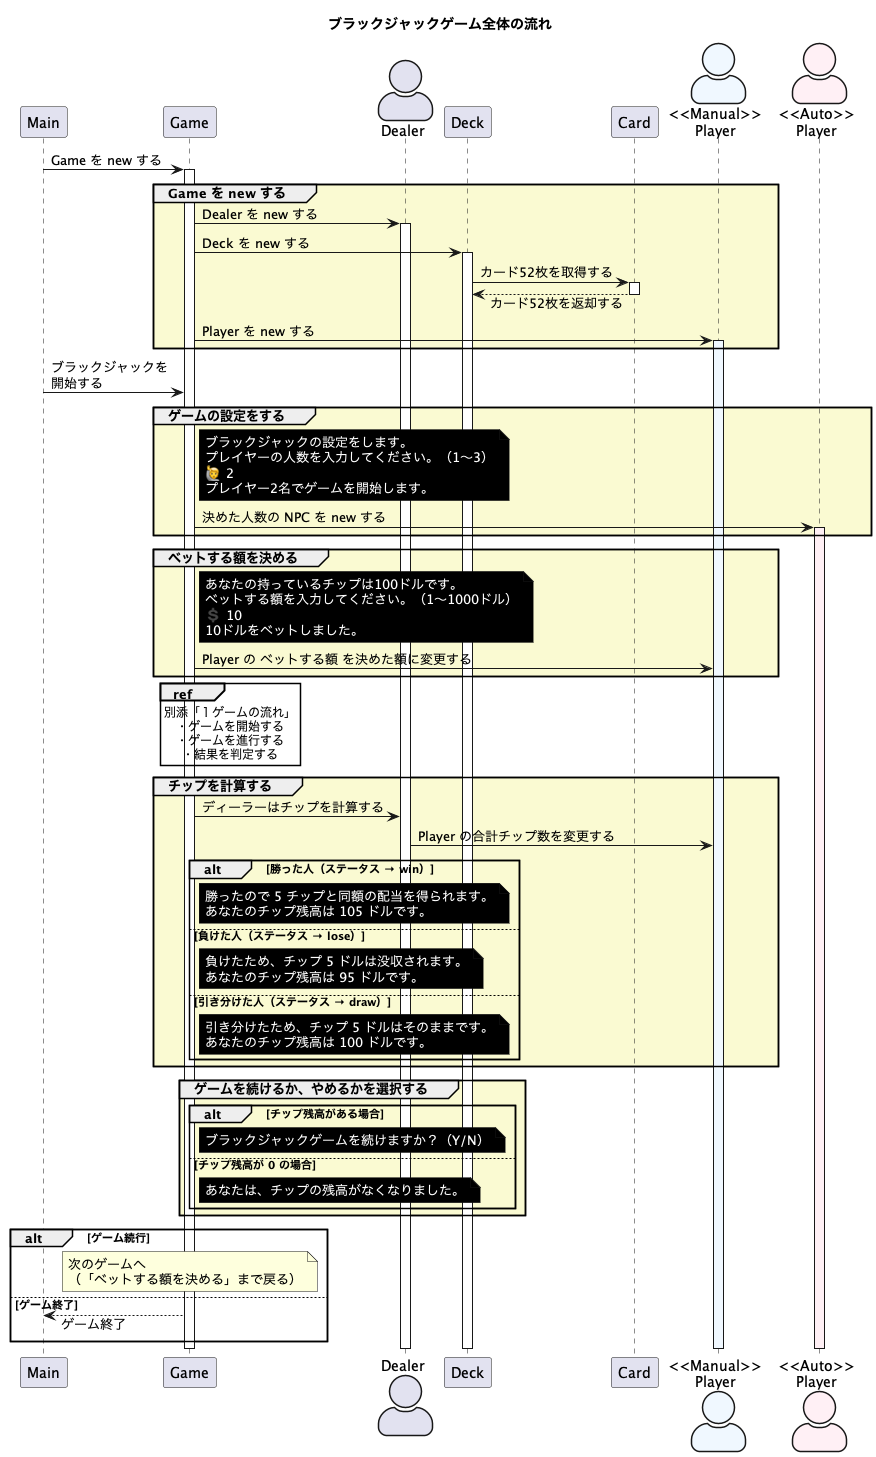 ブラックジャックゲーム全体の流れ
Main
Game
Dealer
Deck
Card
<<Manual>>
Player
<<Auto>>
Player
Game を new する
Game を new する
Dealer を new する
Deck を new する
カード52枚を取得する
カード52枚を返却する
Player を new する
ブラックジャックを
開始する
ゲームの設定をする
ブラックジャックの設定をします。
プレイヤーの人数を入力してください。（1〜3）
🙋 2
プレイヤー2名でゲームを開始します。
決めた人数の NPC を new する
ベットする額を決める
あなたの持っているチップは100ドルです。
ベットする額を入力してください。（1〜1000ドル）
💲 10
10ドルをベットしました。
Player の ベットする額 を決めた額に変更する
ref
別添「１ゲームの流れ」
・ゲームを開始する
・ゲームを進行する
・結果を判定する
チップを計算する
ディーラーはチップを計算する
Player の合計チップ数を変更する
alt [勝った人（ステータス → win）]
勝ったので 5 チップと同額の配当を得られます。
あなたのチップ残高は 105 ドルです。
[負けた人（ステータス → lose）]
負けたため、チップ 5 ドルは没収されます。
あなたのチップ残高は 95 ドルです。
[引き分けた人（ステータス → draw）]
引き分けたため、チップ 5 ドルはそのままです。
あなたのチップ残高は 100 ドルです。
ゲームを続けるか、やめるかを選択する
alt [チップ残高がある場合]
ブラックジャックゲームを続けますか？（Y/N）
[チップ残高が 0 の場合]
あなたは、チップの残高がなくなりました。
alt [ゲーム続行]
次のゲームへ
（「ベットする額を決める」まで戻る）
[ゲーム終了]
ゲーム終了
Main
Game
Dealer
Deck
Card
<<Manual>>
Player
<<Auto>>
Player